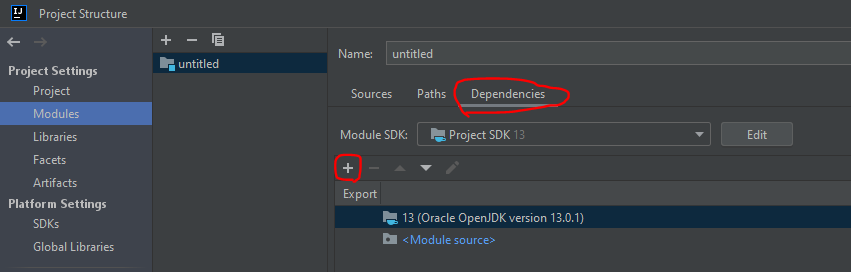 IJ Project Structure
Project Settings
Project
Modules
Libraries
Facets
Artifacts
Platform Settings
SDKs
Global Libraries
untitled
Name: untitled
Sources Paths Dependencies
Module SDK: Project SDK 13 Edit
Export
13 (Oracle OpenJDK version 13.0.1)
<Module source>